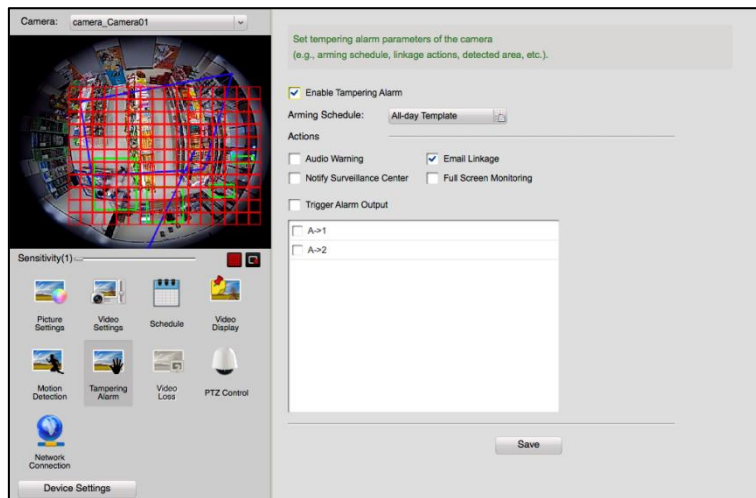 Camera: camera_Camera01
Set tempering alarm parameters of the camera
(e.g., arming schedule, linkage actions, detected area, etc.).
Enable Tampering Alarm
Arming Schedule: All-day Template
Actions
Audio Warning Email Linkage
Notify Surveillance Center Full Screen Monitoring
Trigger Alarm Output
A->1
A->2
Save
Sensitivity(1)
Picture Settings
Video Settings
Schedule
Video Display
Motion Detection
Tampering Alarm
Video Loss
PTZ Control
Network Connection
Device Settings